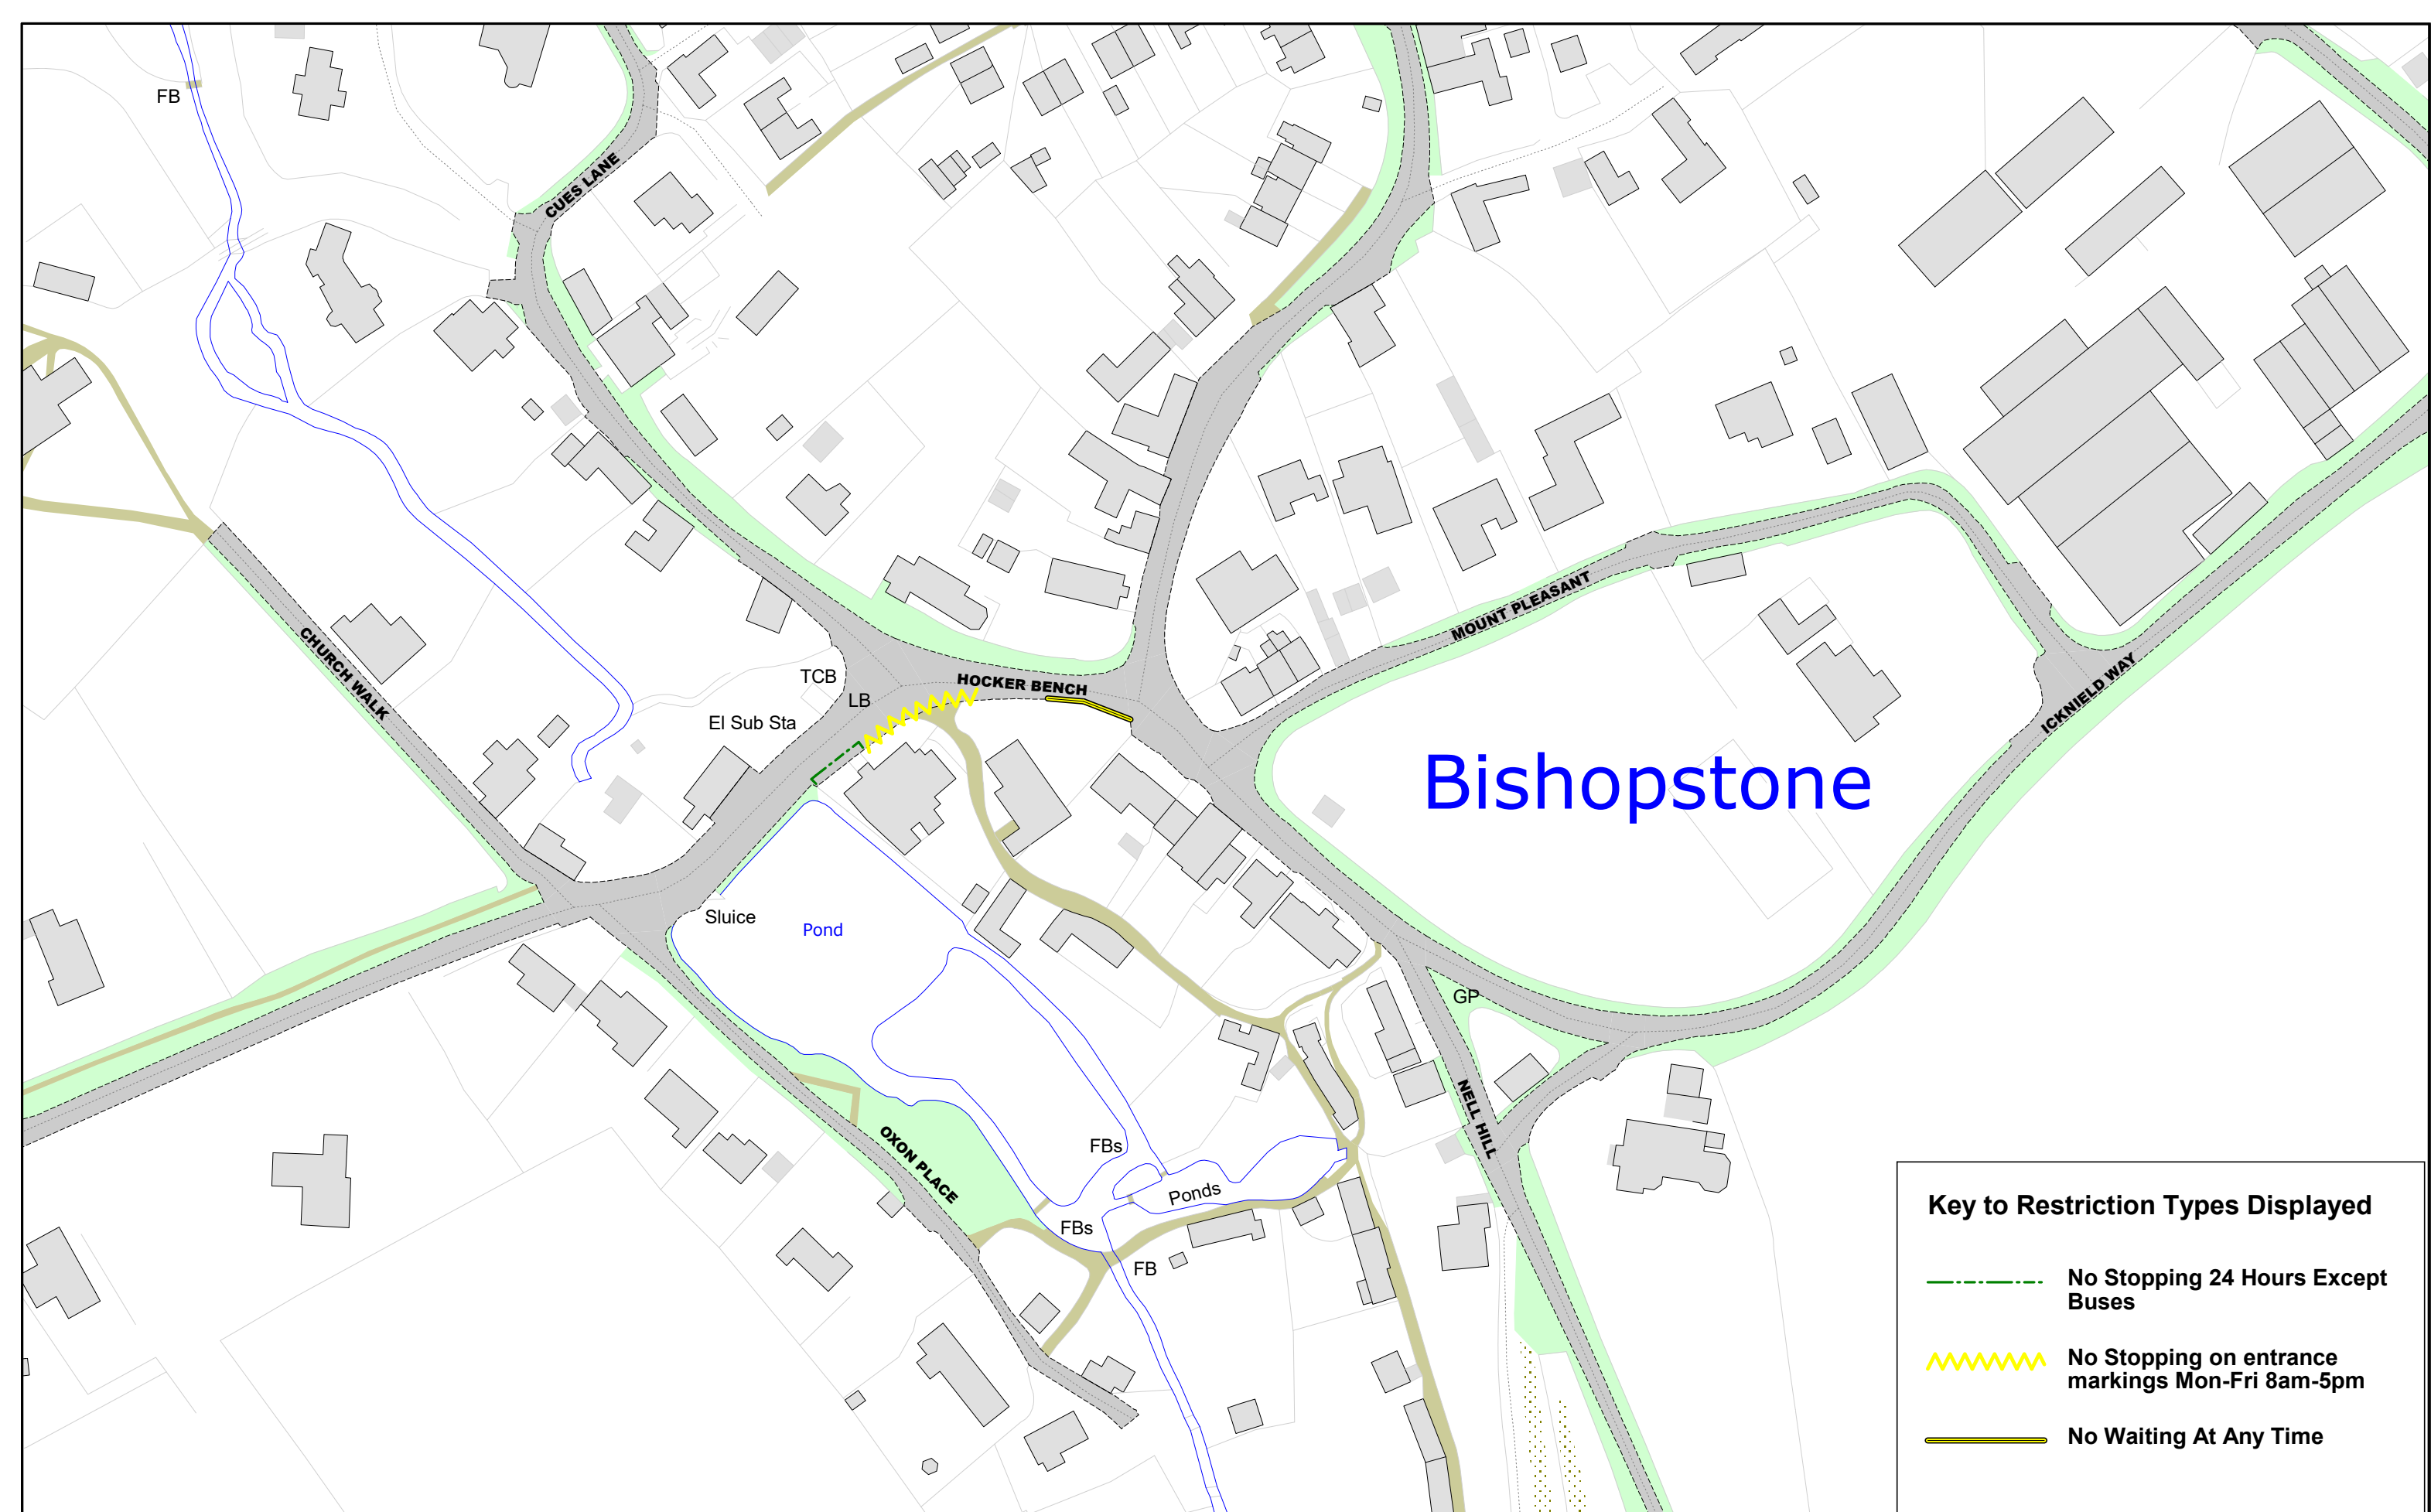 FB
CUES LANE
CHURCH WALK
MOUNT PLEASANT
TCB
HOCKER BENCH
LB
El Sub Sta
ICKNIELD WAY
Bishopstone
Sluice
Pond
GP
NELL HILL
OXON PLACE
FBs
Ponds
FBs
FB
Key to Restriction Types Displayed
No Stopping 24 Hours Except
Buses
No Stopping on entrance
markings Mon-Fri 8am-5pm
No Waiting At Any Time